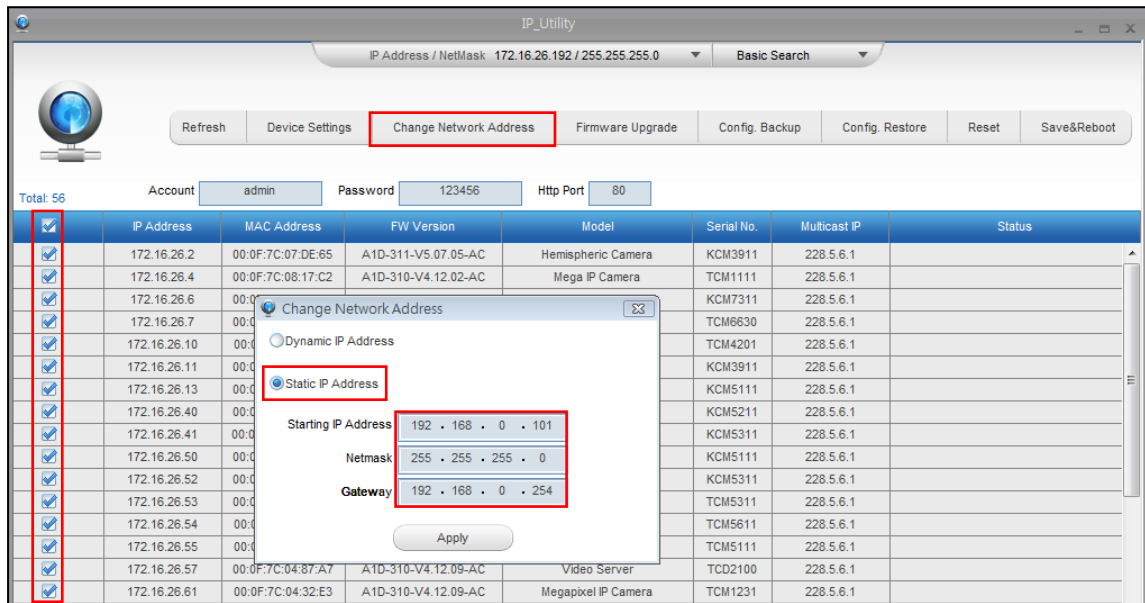 IP_Utility
IP Address / NetMask 172.16.26.192 / 255.255.255.0 Basic Search
Refresh Device Settings Change Network Address Firmware Upgrade Config. Backup Config. Restore Reset Save&Reboot
Total: 56 Account admin Password 123456 Http Port 80
IP Address MAC Address FW Version Model Serial No. Multicast IP Status
172.16.26.2 00:0F:7C:07:DE:65 A1D-311-V5.07.05-AC Hemispheric Camera KCM3911 228.5.6.1
172.16.26.4 00:0F:7C:08:17:C2 A1D-310-V4.12.02-AC Mega IP Camera TCM1111 228.5.6.1
172.16.26.6 KCM7311 228.5.6.1
172.16.26.7 TCM6630 228.5.6.1
172.16.26.10 TCM4201 228.5.6.1
172.16.26.11 KCM3911 228.5.6.1
172.16.26.13 KCM5111 228.5.6.1
172.16.26.40 KCM5211 228.5.6.1
172.16.26.41 KCM5311 228.5.6.1
172.16.26.50 KCM5111 228.5.6.1
172.16.26.52 KCM5311 228.5.6.1
172.16.26.53 TCM5311 228.5.6.1
172.16.26.54 TCM5611 228.5.6.1
172.16.26.55 TCM5111 228.5.6.1
172.16.26.57 00:0F:7C:04:87:A7 A1D-310-V4.12.09-AC Video Server TCD2100 228.5.6.1
172.16.26.61 00:0F:7C:04:32:E3 A1D-310-V4.12.09-AC Megapixel IP Camera TCM1231 228.5.6.1
Change Network Address
Dynamic IP Address
Static IP Address
Starting IP Address 192 . 168 . 0 . 101
Netmask 255 . 255 . 255 . 0
Gateway 192 . 168 . 0 . 254
Apply